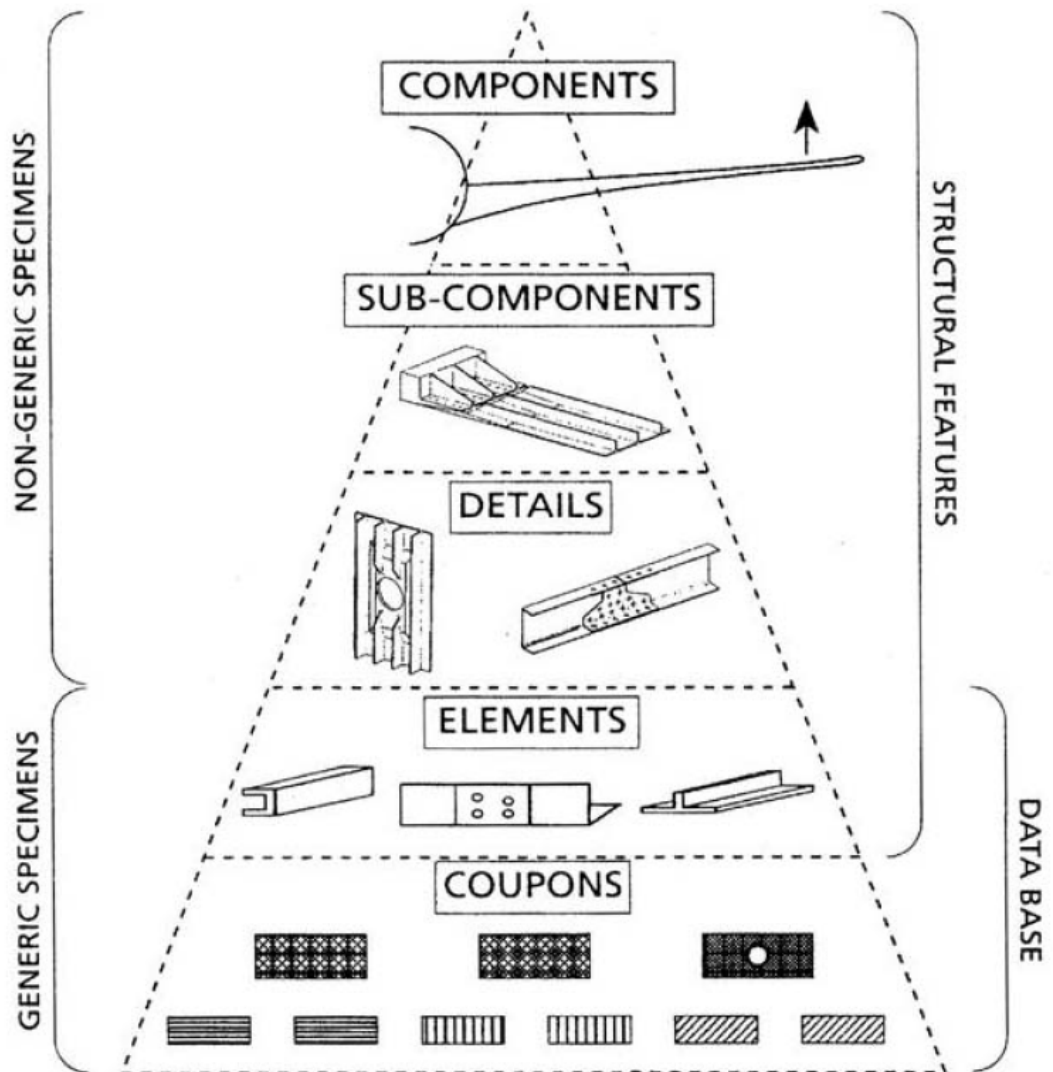 COMPONENTS
NON-GENERIC SPECIMENS
STRUCTURAL FEATURES
SUB-COMPONENTS
DETAILS
ELEMENTS
GENERIC SPECIMENS
DATA BASE
COUPONS